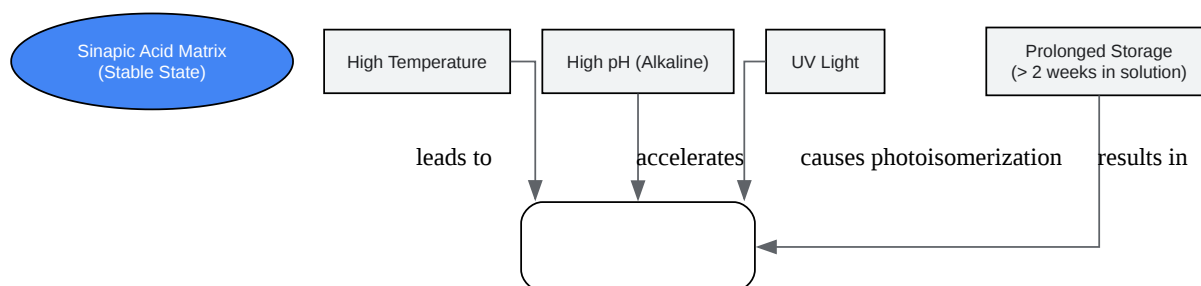 Sinapic Acid Matrix
(Stable State)
High Temperature
High pH (Alkaline)
UV Light
Prolonged Storage
(> 2 weeks in solution)
leads to
accelerates
causes photoisomerization
results in